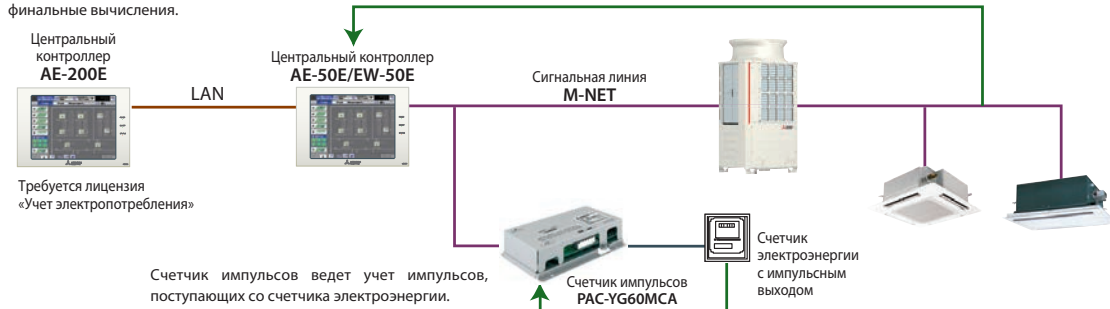 финальные вычисления.
Центральный
контроллер
AE-200E
LAN
Центральный контроллер
AE-50E/EW-50E
Сигнальная линия
M-NET
Требуется лицензия
«Учет электропотребления»
Счетчик импульсов ведет учет импульсов,
поступающих со счетчика электроэнергии.
Счетчик импульсов
PAC-YG60MCA
Счетчик
электроэнергии
с импульсным
выходом